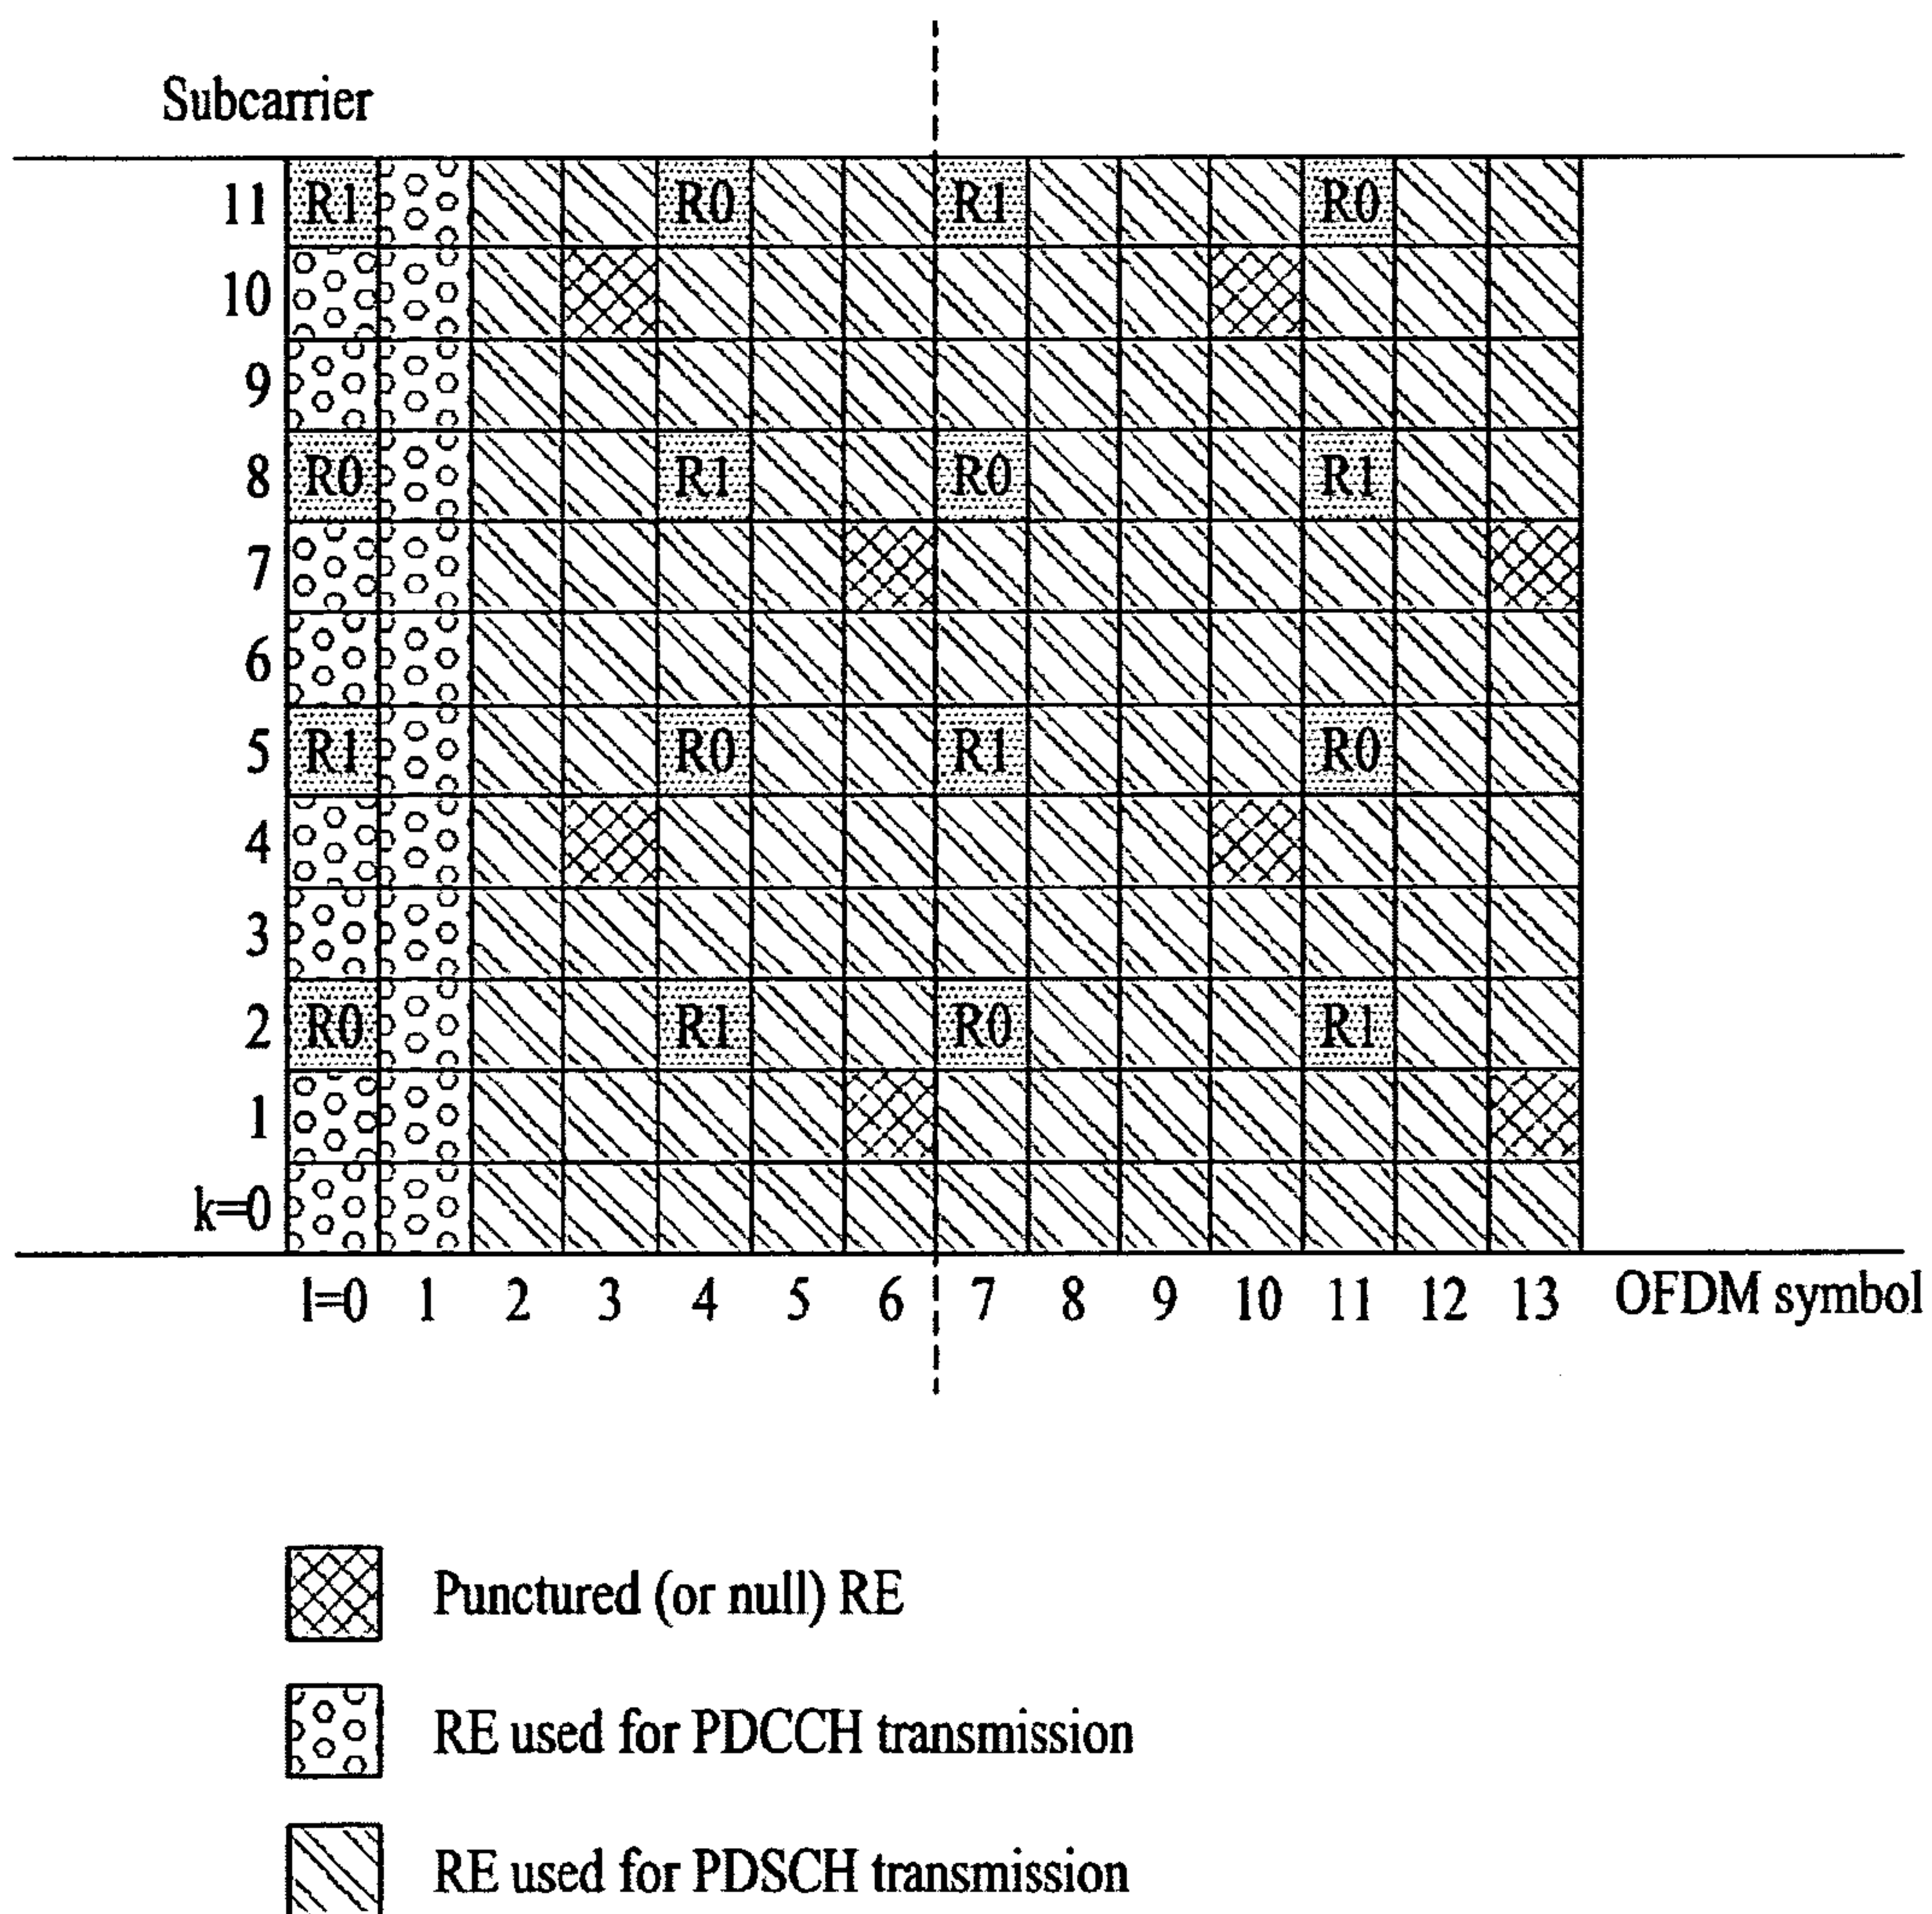 Subcarrier
11 R1 R0 R1 R0
10
9
8 R0 R1 R0 R1
7
6
5 R1 R0 R1 R0
4
3
2 R0 R1 R0 R1
1
k=0
l=0 1 2 3 4 5 6 7 8 9 10 11 12 13 OFDM symbol
Punctured (or null) RE
RE used for PDCCH transmission
RE used for PDSCH transmission